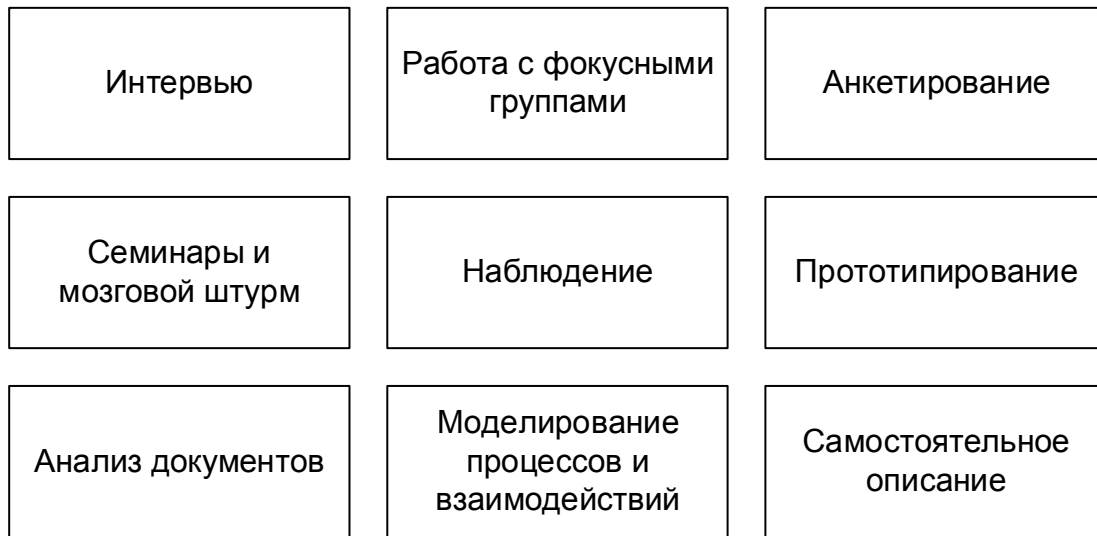 Интервью
Работа с фокусными
группами
Анкетирование
Семинары и
мозговой штурм
Наблюдение
Прототипирование
Анализ документов
Моделирование
процессов и
взаимодействий
Самостоятельное
описание